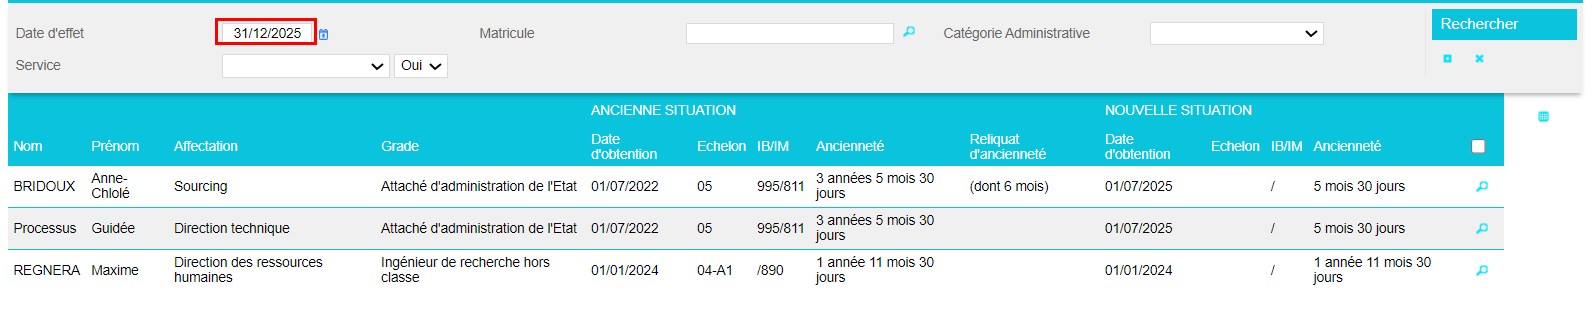 Date d'effet 31/12/2025 Matricule Catégorie Administrative Rechercher
Service Oui
ANCIENNE SITUATION NOUVELLE SITUATION
Nom Prénom Affectation Grade Date d'obtention Echelon IB/IM Ancienneté Reliquat d'ancienneté Date d'obtention Echelon IB/IM Ancienneté
BRIDOUX Anne-Chlolé Sourcing Attaché d'administration de l'Etat 01/07/2022 05 995/811 3 années 5 mois 30 jours (dont 6 mois) 01/07/2025 / 5 mois 30 jours
Processus Guidée Direction technique Attaché d'administration de l'Etat 01/07/2022 05 995/811 3 années 5 mois 30 jours 01/07/2025 / 5 mois 30 jours
REGNERA Maxime Direction des ressources humaines Ingénieur de recherche hors classe 01/01/2024 04-A1 /890 1 année 11 mois 30 jours 01/01/2024 / 1 année 11 mois 30 jours